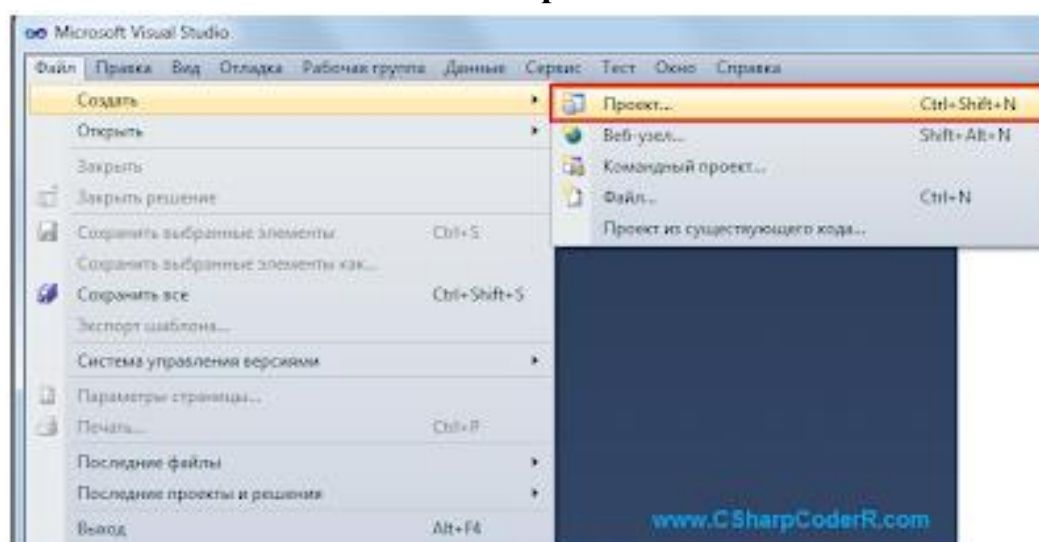 Microsoft Visual Studio
Файл Правка Вид Отладка Рабочая группа Данные Сервис Тест Окно Справка
Создать
Открыть
Закрыть
Закрыть решение
Сохранить выбранные элементы Ctrl+S
Сохранить выбранные элементы как...
Сохранить все Ctrl+Shift+S
Экспорт шаблона...
Система управления версиями
Параметры страницы...
Печать... Ctrl+P
Последние файлы
Последние проекты и решения
Выход Alt+F4
Проект... Ctrl+Shift+N
Веб-узел... Shift+Alt+N
Командный проект...
Файл... Ctrl+N
Проект из существующего кода...
www.CSharpCoderR.com